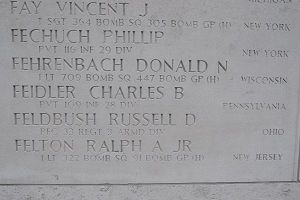 FAY VINCENT J MICHIGAN
T SGT 364 BOMB SQ 305 BOMB GP (H) NEW YORK
FECHUCH PHILLIP
PVT 116 INF 29 DIV NEW YORK
FEHRENBACH DONALD N
1 LT 709 BOMB SQ 447 BOMB GP (H) WISCONSIN
FEIDLER CHARLES B
PVT 109 INF 28 DIV PENNSYLVANIA
FELDBUSH RUSSELL D
PFC 33 REGT 3 ARMD DIV OHIO
FELTON RALPH A JR
1 LT 322 BOMB SQ 91 BOMB GP (H) NEW JERSEY